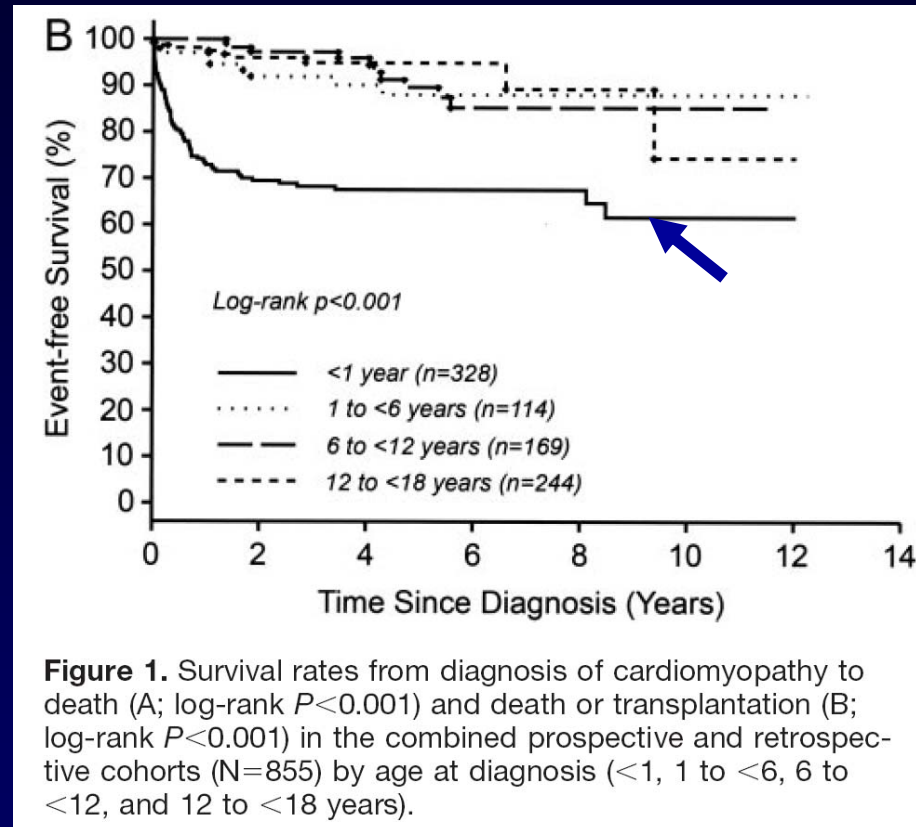 B
100
90
80
70
60
50
40
30
20
10
0
Event-free Survival (%)
Log-rank p<0.001
<1 year (n=328)
1 to <6 years (n=114)
6 to <12 years (n=169)
12 to <18 years (n=244)
0 2 4 6 8 10 12 14
Time Since Diagnosis (Years)
Figure 1. Survival rates from diagnosis of cardiomyopathy to
death (A; log-rank P<0.001) and death or transplantation (B;
log-rank P<0.001) in the combined prospective and retrospec-
tive cohorts (N=855) by age at diagnosis (<1, 1 to <6, 6 to
<12, and 12 to <18 years).